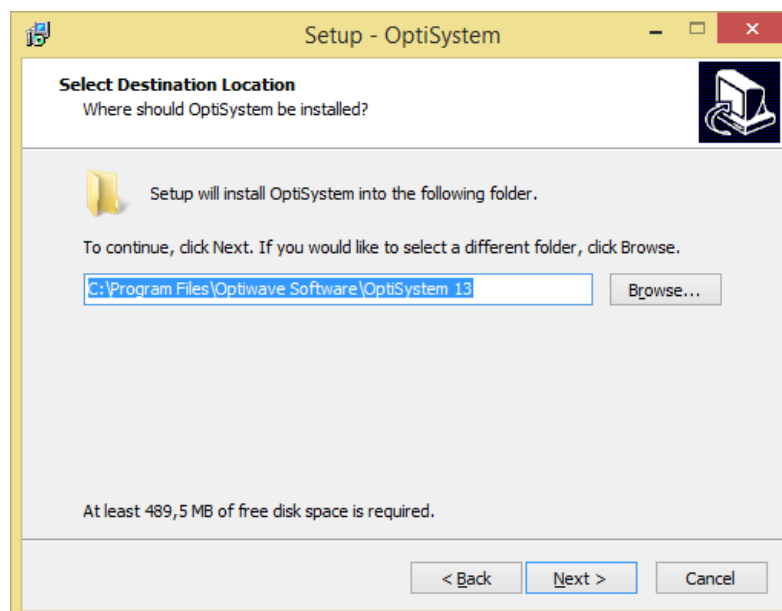 Setup - OptiSystem
Select Destination Location
Where should OptiSystem be installed?
Setup will install OptiSystem into the following folder.
To continue, click Next. If you would like to select a different folder, click Browse.
C:\Program Files\Optiwave Software\OptiSystem 13
Browse...
At least 489,5 MB of free disk space is required.
< Back
Next >
Cancel